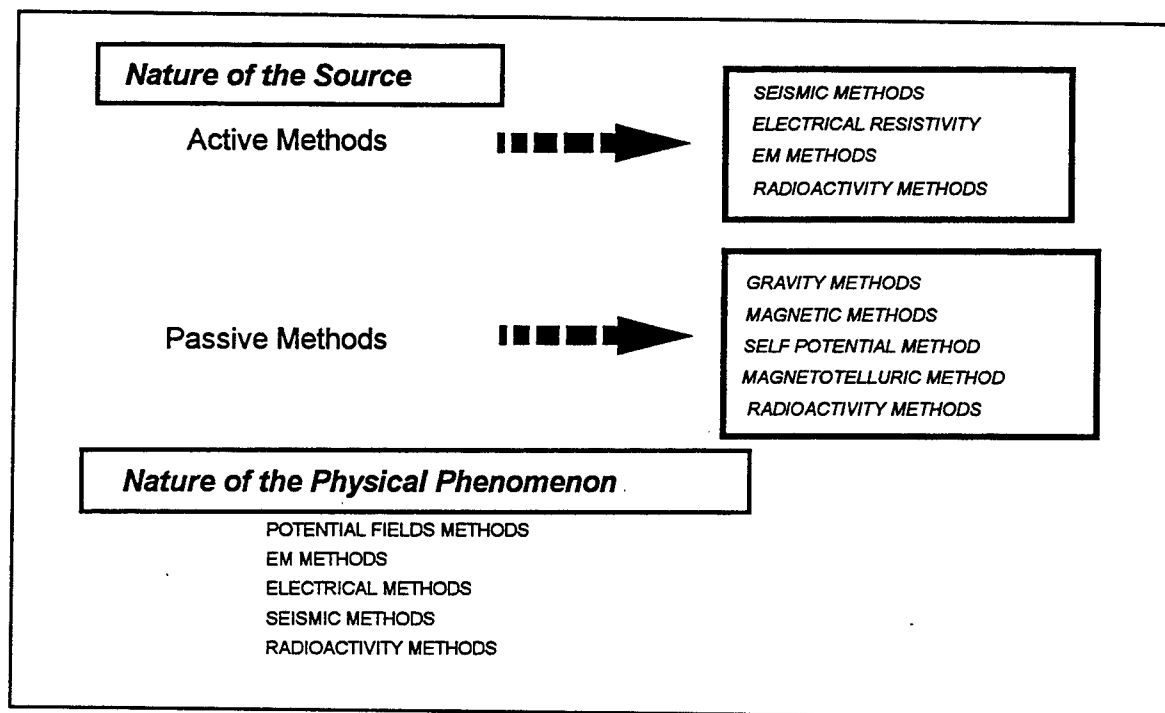 Nature of the Source
Active Methods
SEISMIC METHODS
ELECTRICAL RESISTIVITY
EM METHODS
RADIOACTIVITY METHODS
Passive Methods
GRAVITY METHODS
MAGNETIC METHODS
SELF POTENTIAL METHOD
MAGNETOTELLURIC METHOD
RADIOACTIVITY METHODS
Nature of the Physical Phenomenon
POTENTIAL FIELDS METHODS
EM METHODS
ELECTRICAL METHODS
SEISMIC METHODS
RADIOACTIVITY METHODS